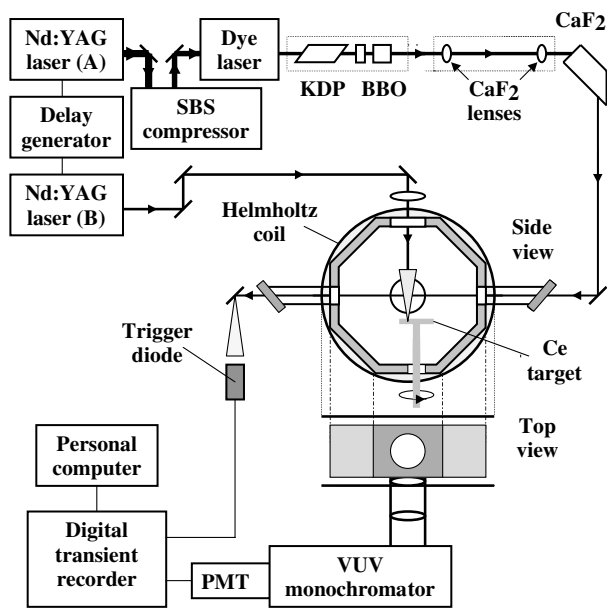 Nd:YAG
laser (A)
Dye
laser
CaF2
KDP
BBO
CaF2
lenses
SBS
compressor
Delay
generator
Nd:YAG
laser (B)
Helmholtz
coil
Side
view
Trigger
diode
Ce
target
Top
view
Personal
computer
Digital
transient
recorder
PMT
VUV
monochromator